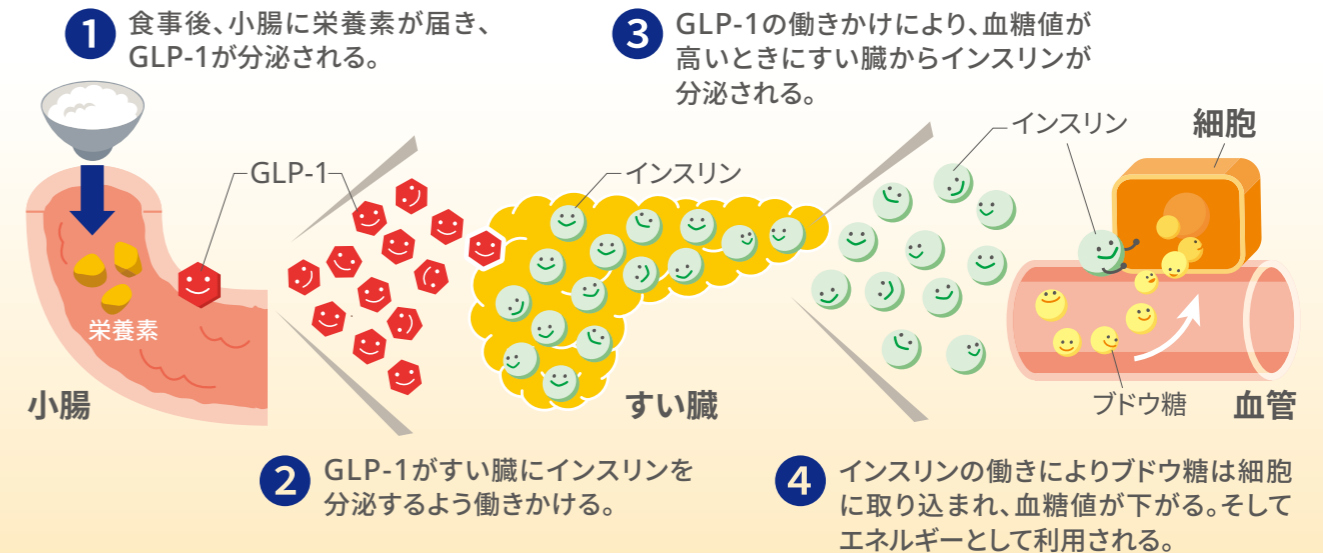 1 食事後、小腸に栄養素が届き、
GLP-1が分泌される。
3 GLP-1の働きかけにより、血糖値が
高いときにすい臓からインスリンが
分泌される。
GLP-1
インスリン
インスリン
細胞
栄養素
小腸
すい臓
ブドウ糖
血管
2 GLP-1がすい臓にインスリンを
分泌するよう働きかける。
4 インスリンの働きによりブドウ糖は細胞
に取り込まれ、血糖値が下がる。そして
エネルギーとして利用される。